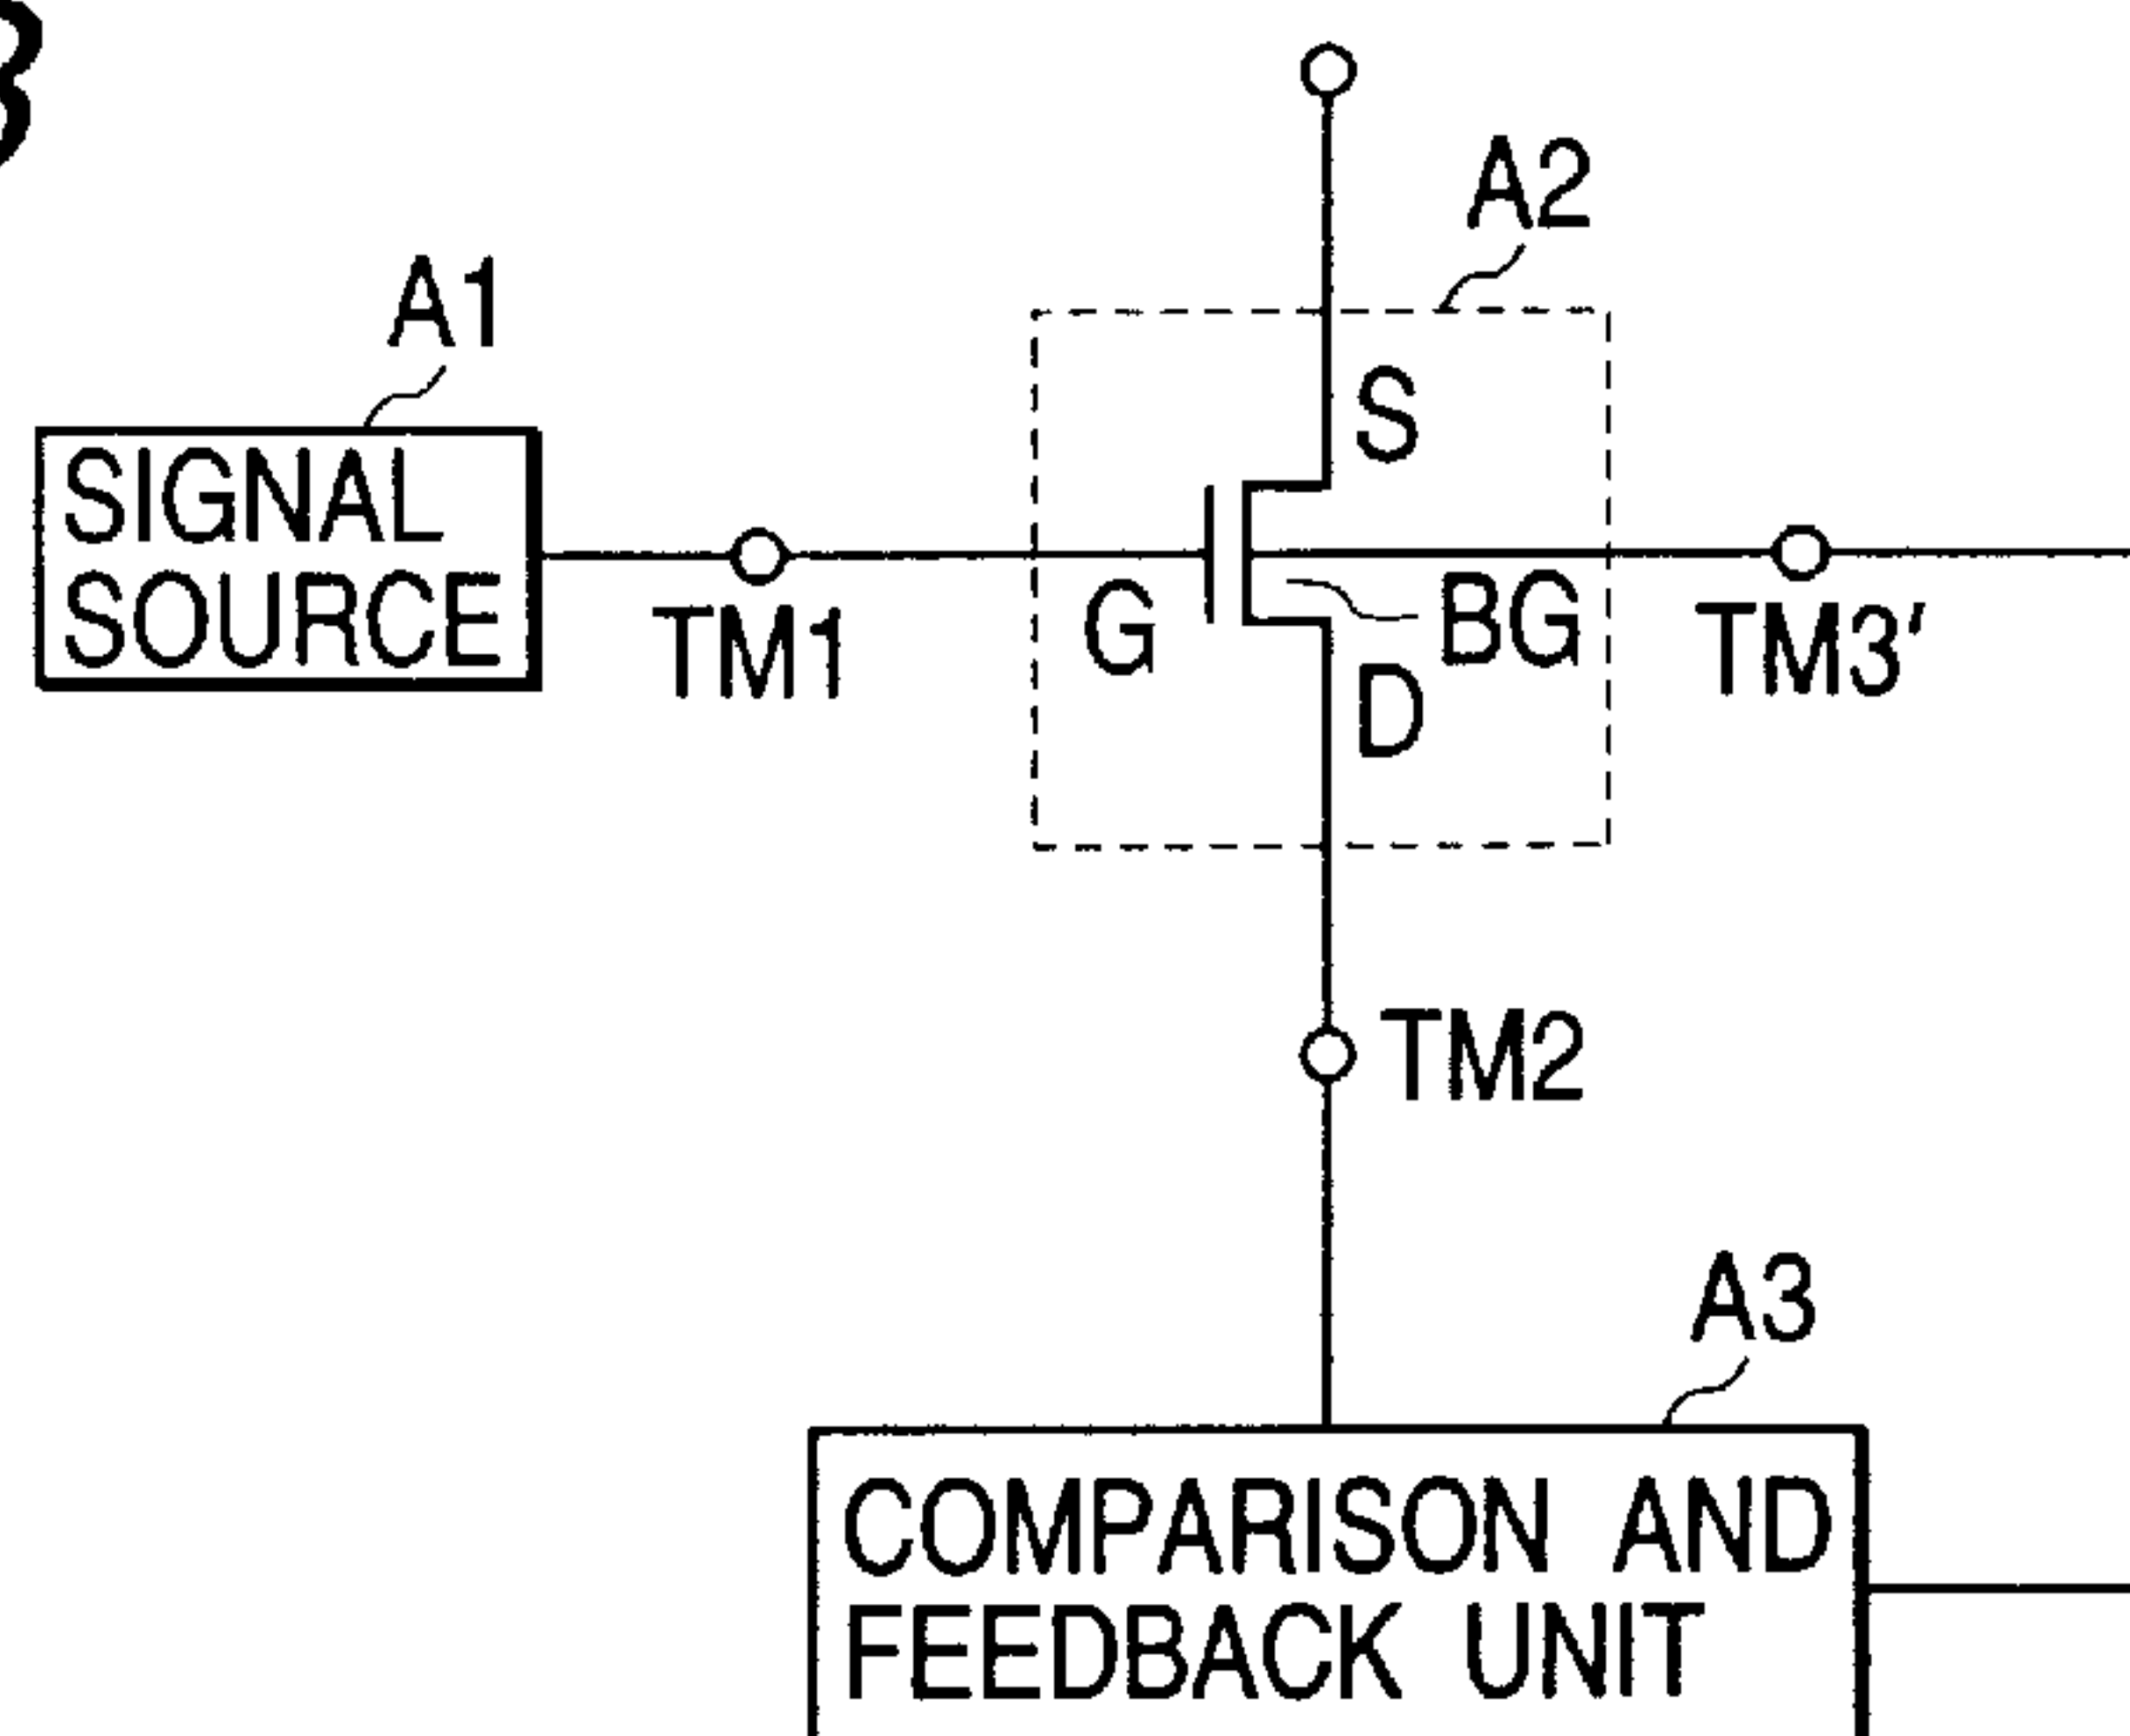 A2
A1
S
SIGNAL
SOURCE
TM1
G
BG
TM3'
D
TM2
A3
COMPARISON AND
FEEDBACK UNIT